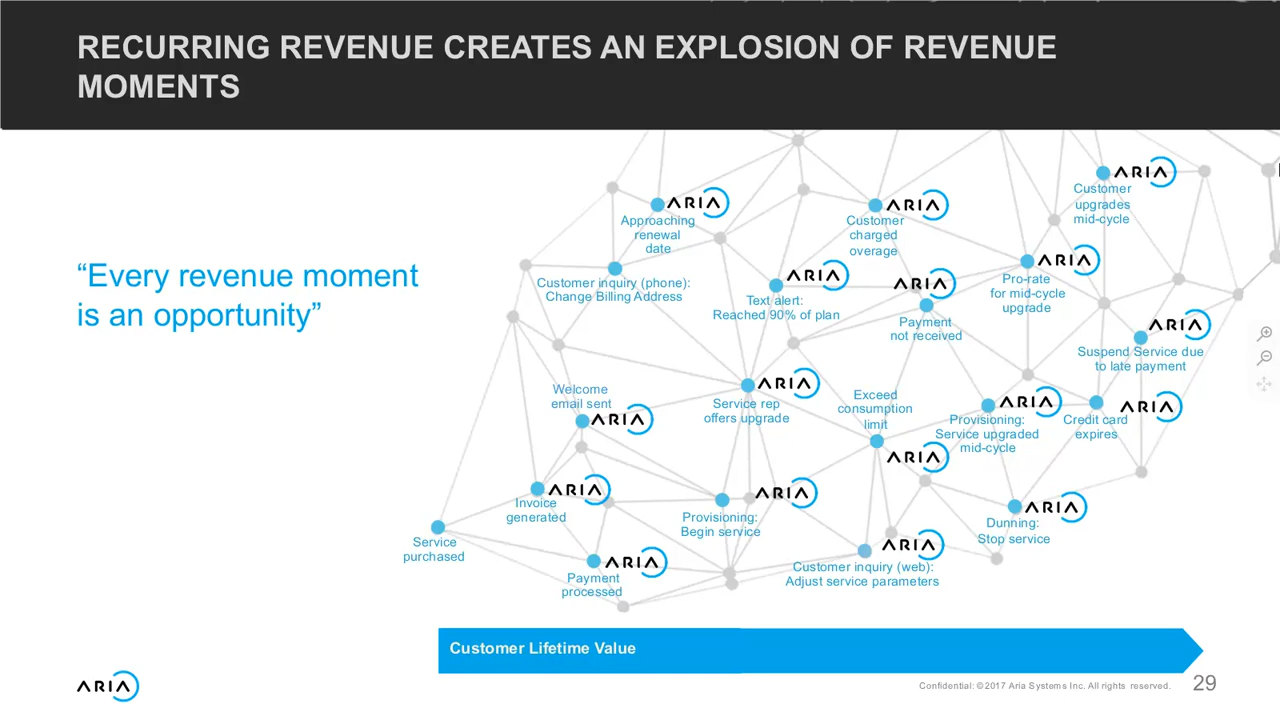 RECURRING REVENUE CREATES AN EXPLOSION OF REVENUE
MOMENTS
“Every revenue moment
is an opportunity”
ARIA
Approaching
renewal
date
ARIA
Customer
charged
overage
ARIA
Customer
upgrades
mid-cycle
Customer inquiry (phone):
Change Billing Address
ARIA
Text alert:
Reached 90% of plan
ARIA
Payment
not received
ARIA
Pro-rate
for mid-cycle
upgrade
ARIA
Suspend Service due
to late payment
Welcome
email sent
ARIA
ARIA
Service rep
offers upgrade
Exceed
consumption
limit
ARIA
ARIA
Provisioning:
Service upgraded
mid-cycle
ARIA
Credit card
expires
ARIA
Invoice
generated
ARIA
Provisioning:
Begin service
ARIA
Dunning:
Stop service
Service
purchased
ARIA
Payment
processed
ARIA
Customer inquiry (web):
Adjust service parameters
Customer Lifetime Value
ARIA
Confidential: © 2017 Aria Systems Inc. All rights reserved.
29